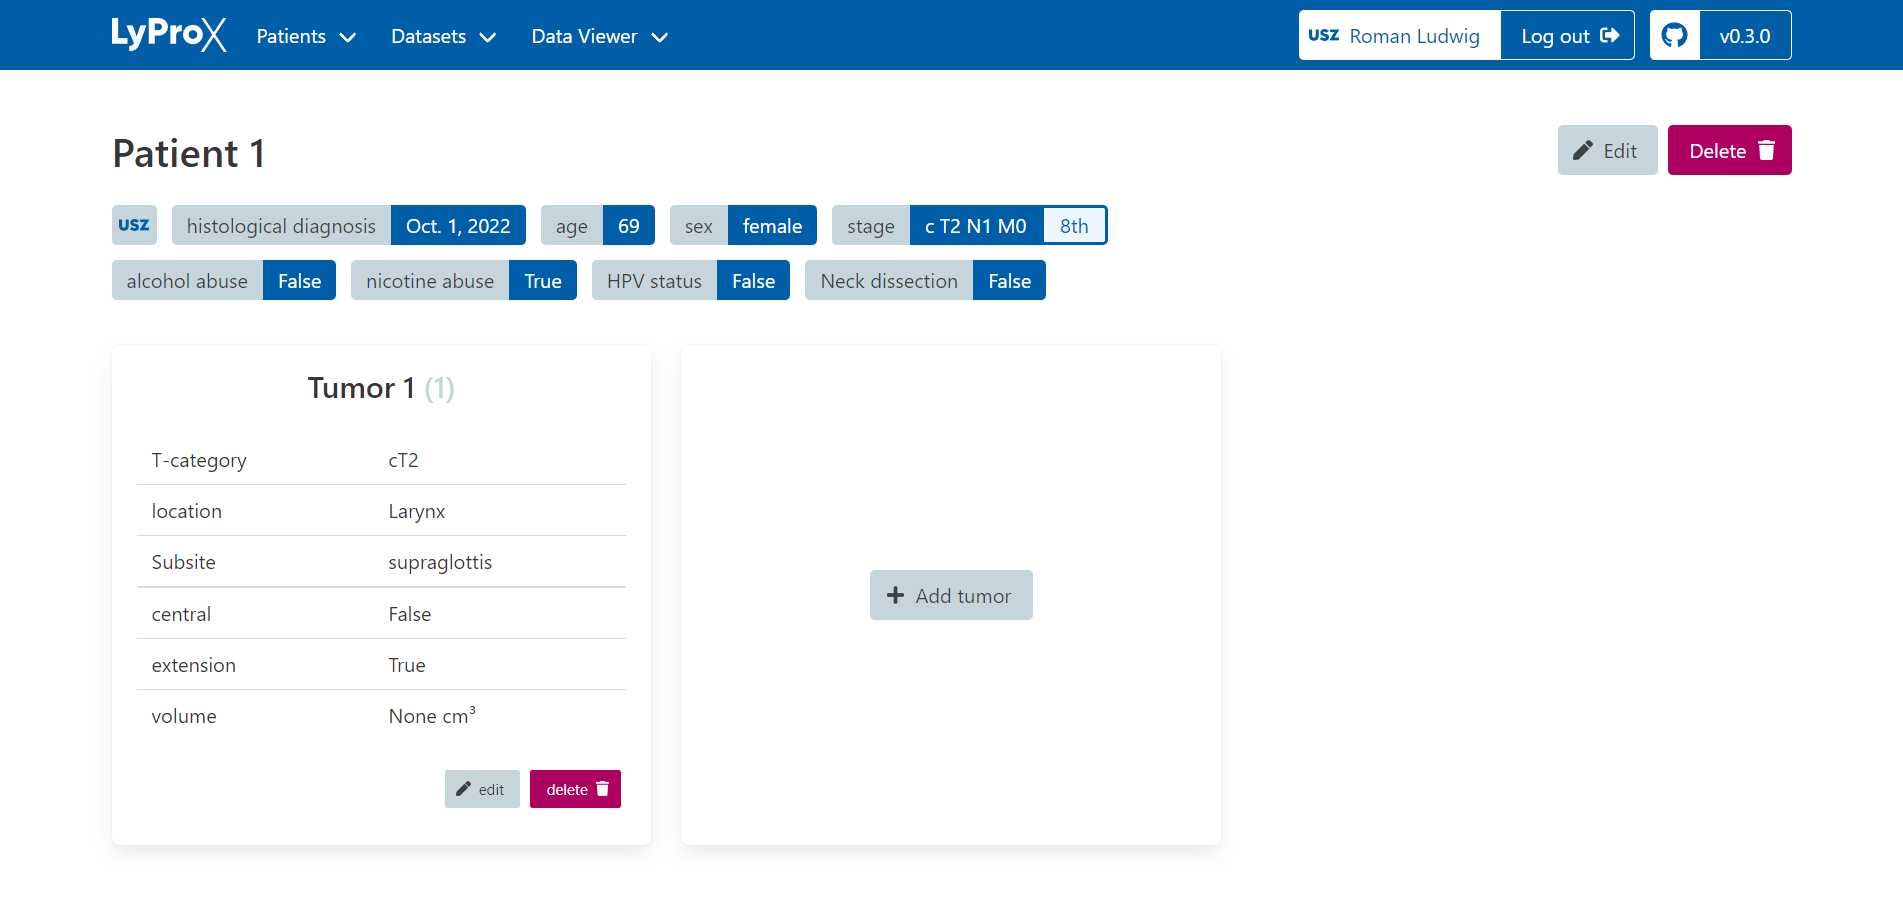 LyProX Patients Datasets Data Viewer USZ Roman Ludwig Log out v0.3.0
Patient 1 Edit Delete
USZ histological diagnosis Oct. 1, 2022 age 69 sex female stage c T2 N1 M0 8th
alcohol abuse False nicotine abuse True HPV status False Neck dissection False
Tumor 1 (1)
T-category cT2
location Larynx
Subsite supraglottis
central False
extension True
volume None cm³
edit delete
Add tumor